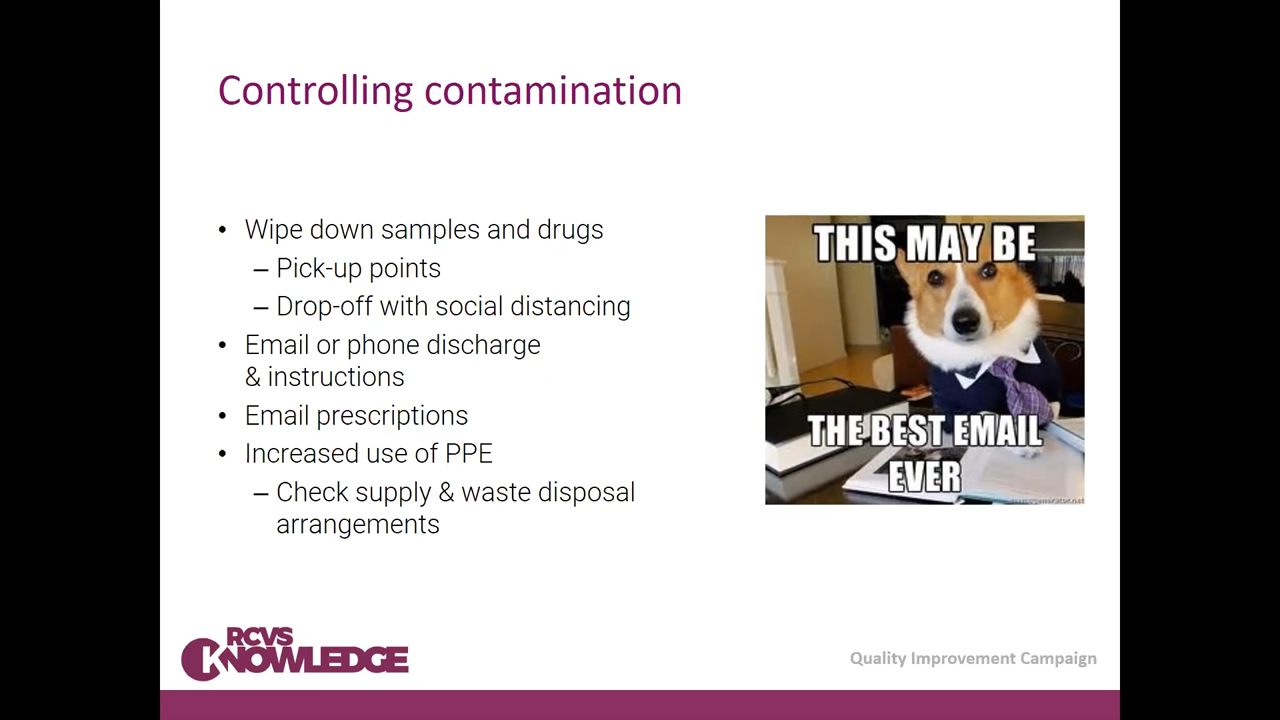 Controlling contamination
• Wipe down samples and drugs
– Pick-up points
– Drop-off with social distancing
• Email or phone discharge
& instructions
• Email prescriptions
• Increased use of PPE
– Check supply & waste disposal
arrangements
THIS MAY BE
THE BEST EMAIL
EVER
RCVS
KNOWLEDGE
Quality Improvement Campaign